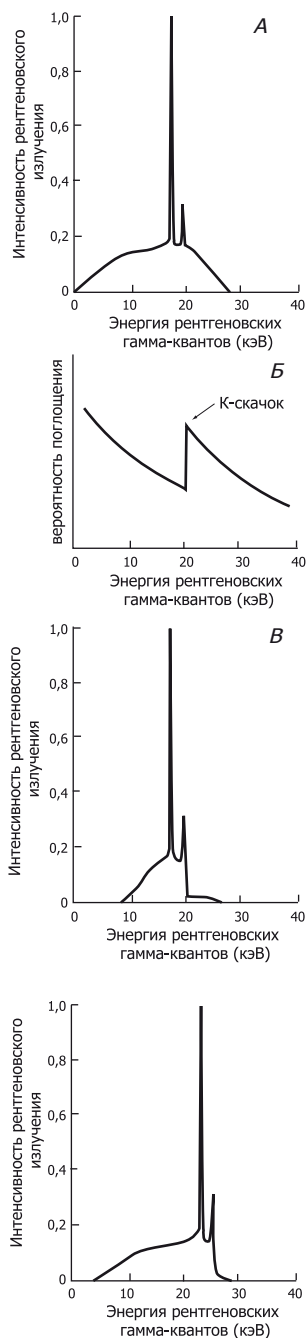 А
Интенсивность рентгеновского
излучения
1,0
0,8
0,6
0,4
0,2
0
0 10 20 30 40
Энергия рентгеновских
гамма-квантов (кэВ)
Б
К-скачок
вероятность поглощения
0 10 20 30 40
Энергия рентгеновских
гамма-квантов (кэВ)
В
Интенсивность рентгеновского
излучения
1,0
0,8
0,6
0,4
0,2
0
0 10 20 30 40
Энергия рентгеновских
гамма-квантов (кэВ)
Интенсивность рентгеновского
излучения
1,0
0,8
0,6
0,4
0,2
0
0 10 20 30 40
Энергия рентгеновских
гамма-квантов (кэВ)